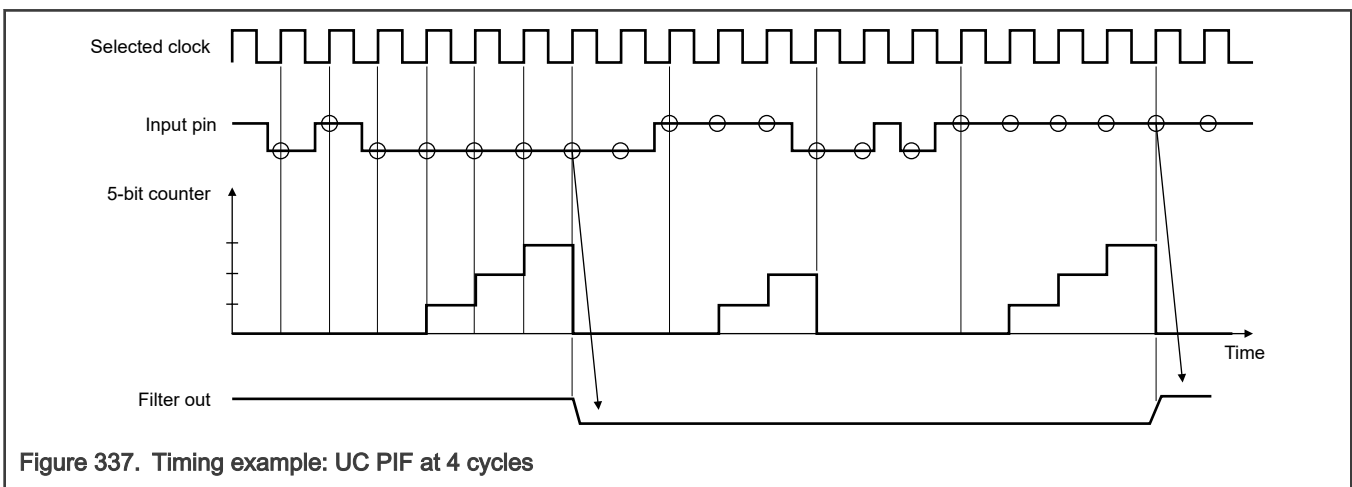 Selected clock
Input pin
5-bit counter
Time
Filter out
Figure 337. Timing example: UC PIF at 4 cycles